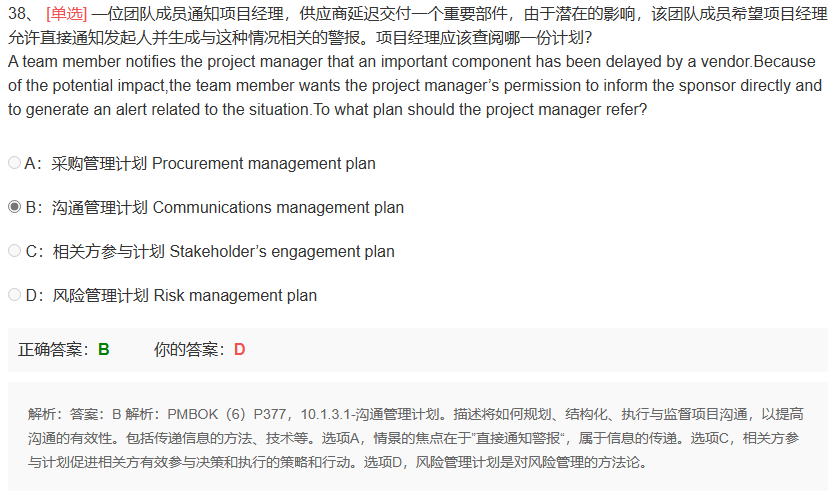 38、 [单选] 一位团队成员通知项目经理，供应商延迟交付一个重要部件，由于潜在的影响，该团队成员希望项目经理
允许直接通知发起人并生成与这种情况相关的警报。项目经理应该查阅哪一份计划？
A team member notifies the project manager that an important component has been delayed by a vendor.Because
of the potential impact,the team member wants the project manager’s permission to inform the sponsor directly and
to generate an alert related to the situation.To what plan should the project manager refer?
A：采购管理计划 Procurement management plan
B：沟通管理计划 Communications management plan
C：相关方参与计划 Stakeholder’s engagement plan
D：风险管理计划 Risk management plan
正确答案：B 你的答案：D
解析：答案：B 解析：PMBOK（6）P377，10.1.3.1-沟通管理计划。描述将如何规划、结构化、执行与监督项目沟通，以提高
沟通的有效性。包括传递信息的方法、技术等。选项A，情景的焦点在于”直接通知警报“，属于信息的传递。选项C，相关方参
与计划促进相关方有效参与决策和执行的策略和行动。选项D，风险管理计划是对风险管理的方法论。